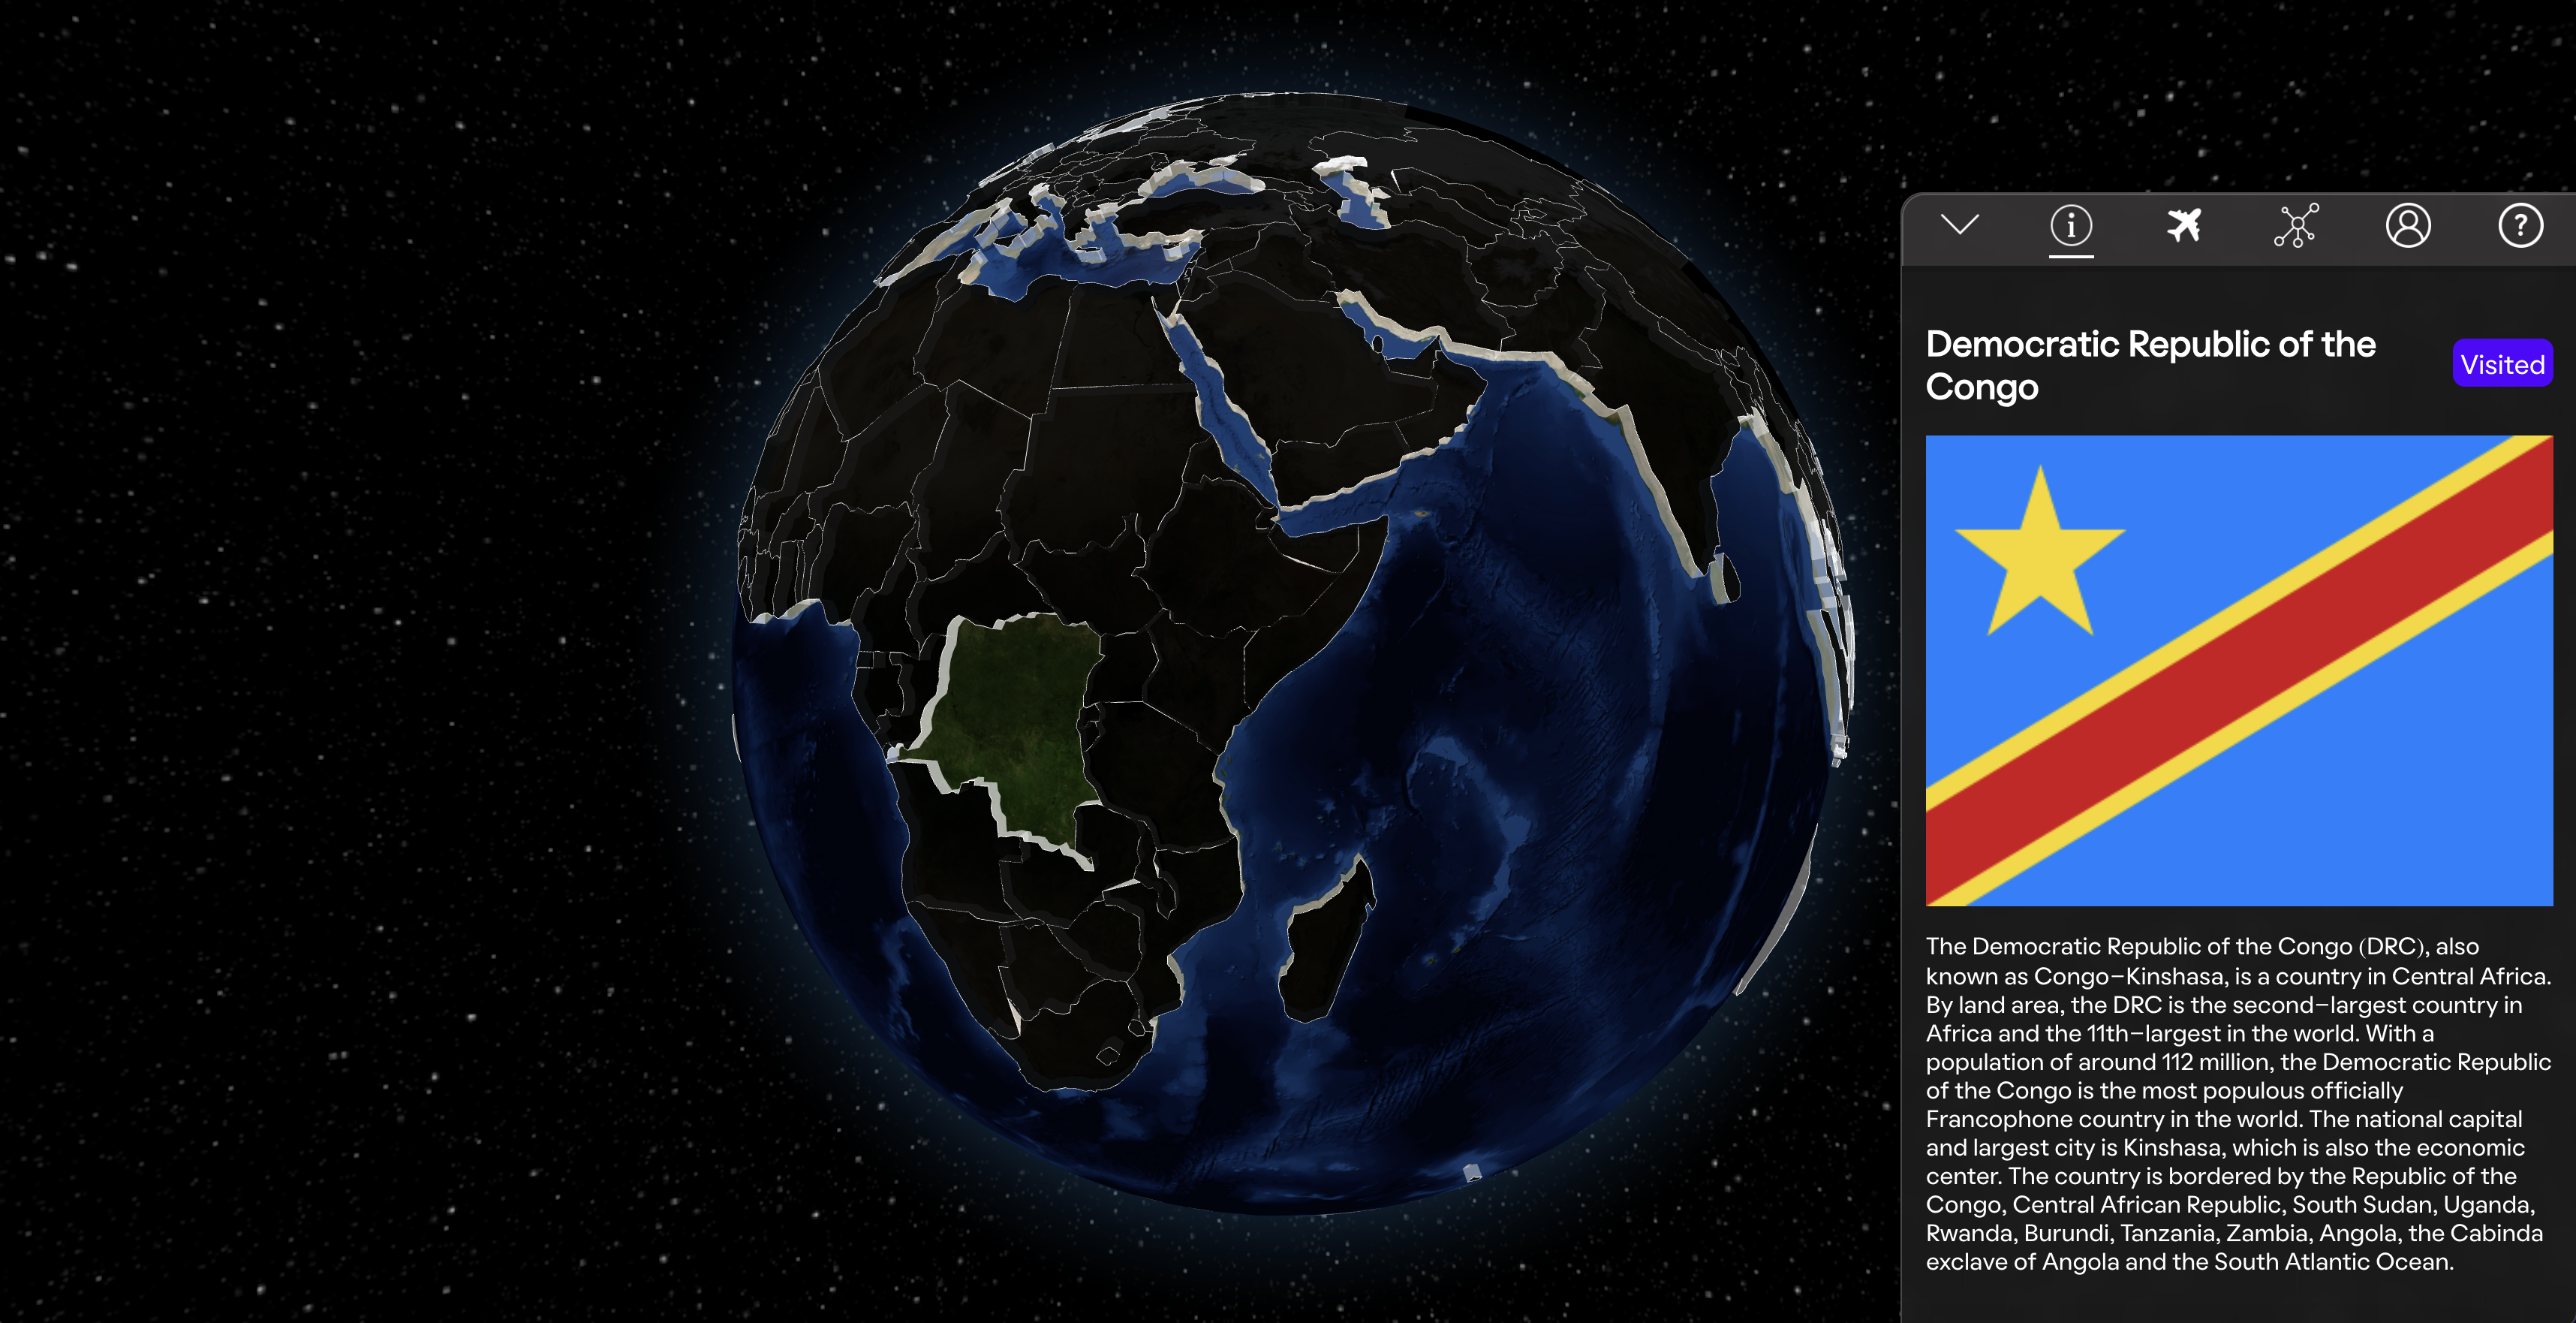 Democratic Republic of the
Congo
Visited
The Democratic Republic of the Congo (DRC), also
known as Congo-Kinshasa, is a country in Central Africa.
By land area, the DRC is the second-largest country in
Africa and the 11th-largest in the world. With a
population of around 112 million, the Democratic Republic
of the Congo is the most populous officially
Francophone country in the world. The national capital
and largest city is Kinshasa, which is also the economic
center. The country is bordered by the Republic of the
Congo, Central African Republic, South Sudan, Uganda,
Rwanda, Burundi, Tanzania, Zambia, Angola, the Cabinda
exclave of Angola and the South Atlantic Ocean.